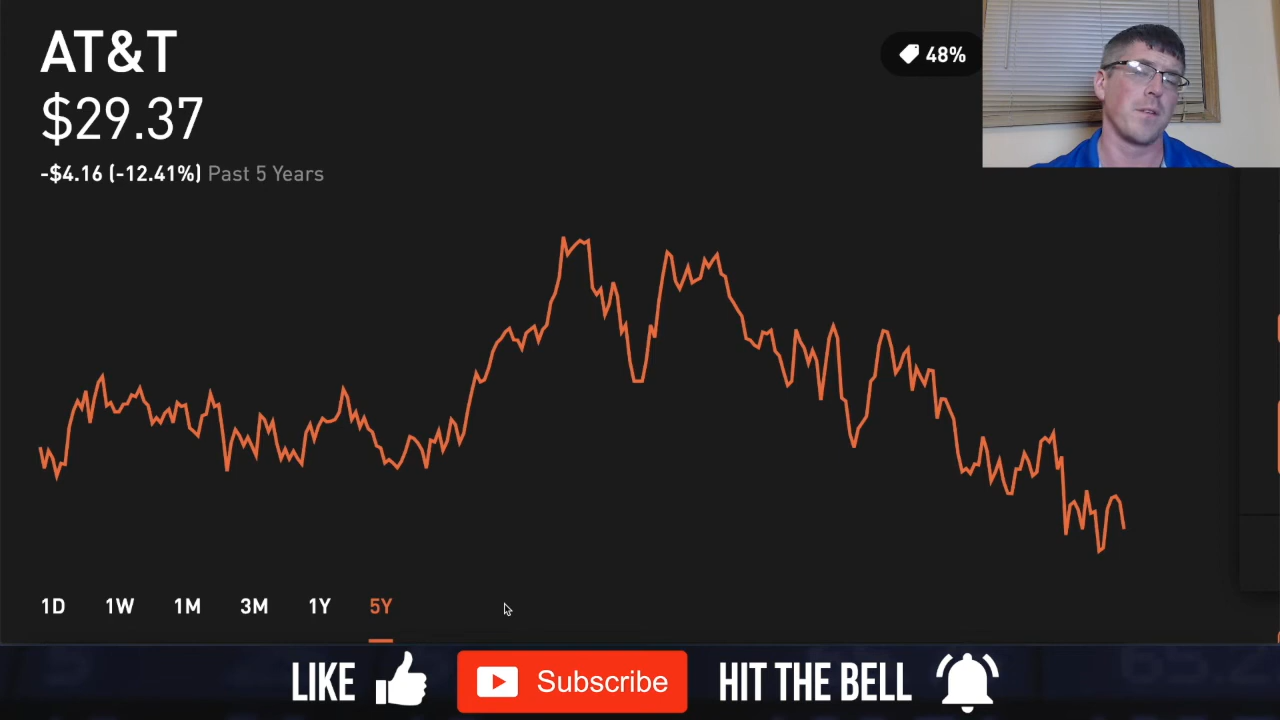 AT&T
48%
$29.37
-$4.16 (-12.41%) Past 5 Years
1D 1W 1M 3M 1Y 5Y
LIKE Subscribe HIT THE BELL